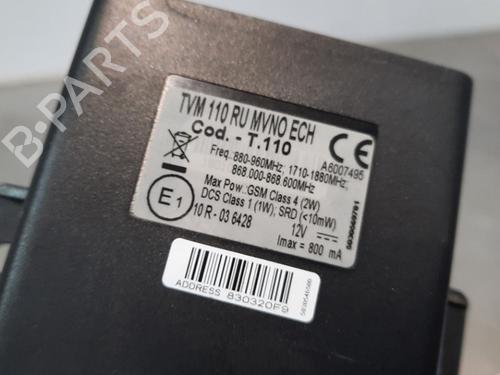 B-PARTS
TVM 110 RU MVNO ECH
Cod. - T.110
Freq.:880-960MHz; 1710-1880MHz;
868.000-868.600MHz
A6007495
Max Pow.:GSM Class 4 (2W)
DCS Class 1 (1W); SRD (<10mW)
E1
10 R - 03 6428
12V
Imax = 800 mA
ADDRESS 830320F9